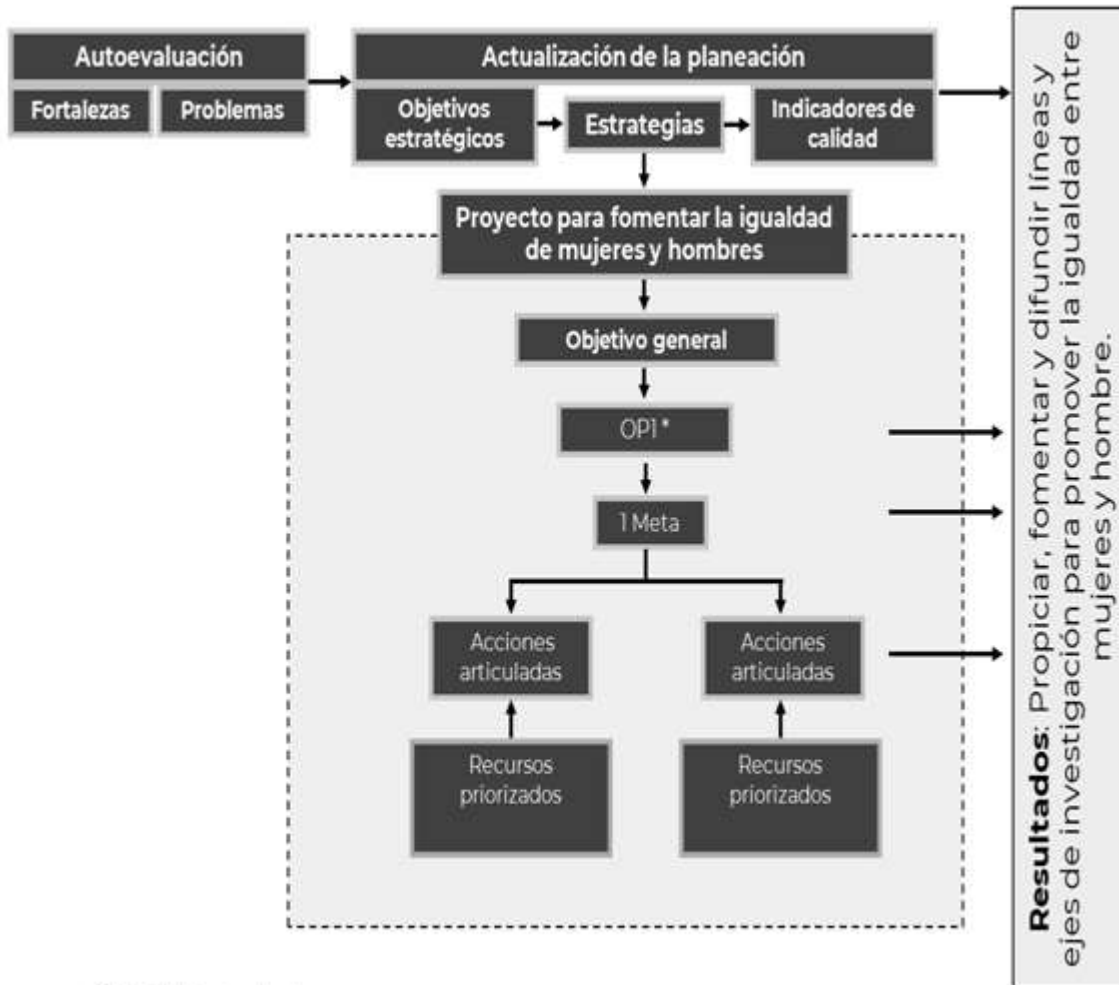 Autoevaluación
Fortalezas
Problemas
Actualización de la planeación
Objetivos
estratégicos
Estrategias
Indicadores de
calidad
Proyecto para fomentar la igualdad
de mujeres y hombres
Objetivo general
OP1 *
1 Meta
Acciones
articuladas
Acciones
articuladas
Recursos
priorizados
Recursos
priorizados
Resultados: Propiciar, fomentar y difundir líneas y
ejes de investigación para promover la igualdad entre
mujeres y hombre.